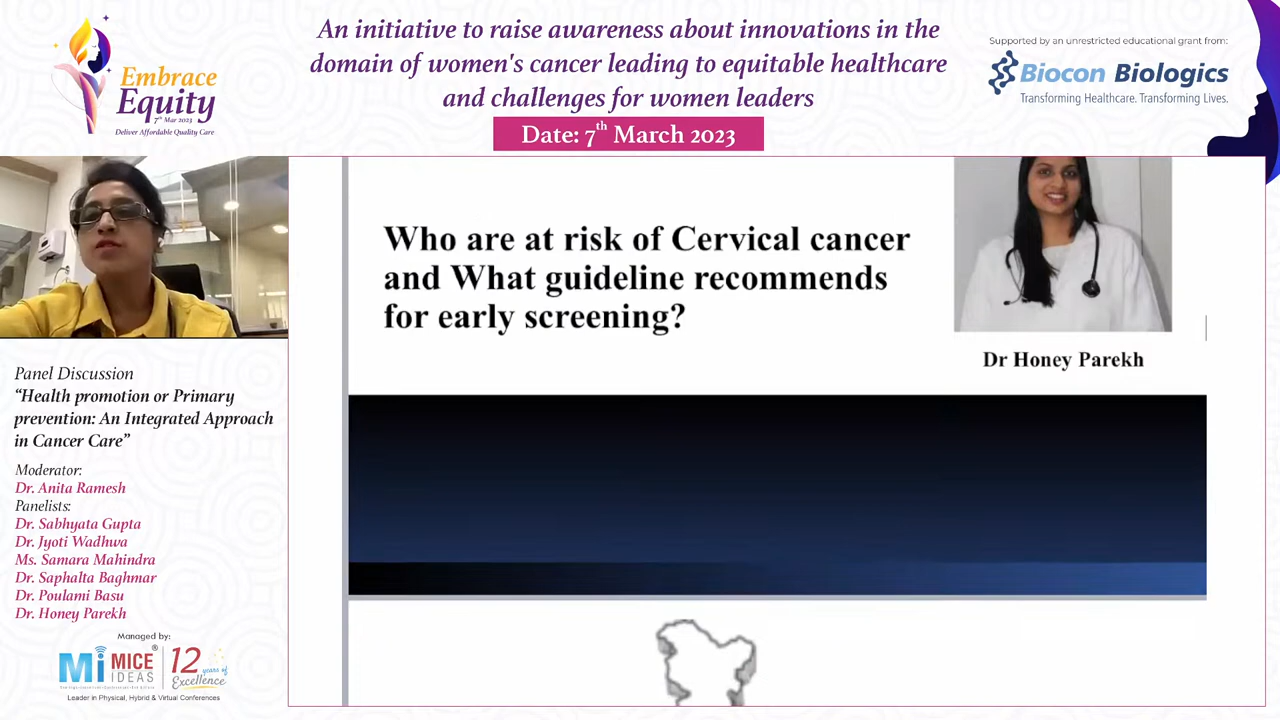 An initiative to raise awareness about innovations in the
domain of women's cancer leading to equitable healthcare
and challenges for women leaders
Date: 7th March 2023
Embrace
Equity
7th Mar 2023
Deliver Affordable Quality Care
Supported by an unrestricted educational grant from:
Biocon Biologics
Transforming Healthcare. Transforming Lives.
Who are at risk of Cervical cancer
and What guideline recommends
for early screening?
Dr Honey Parekh
Panel Discussion
“Health promotion or Primary
prevention: An Integrated Approach
in Cancer Care”
Moderator:
Dr. Anita Ramesh
Panelists:
Dr. Sabhyata Gupta
Dr. Jyoti Wadhwa
Ms. Samara Mahindra
Dr. Saphalta Baghmar
Dr. Poulami Basu
Dr. Honey Parekh
Managed by:
Mi MICE IDEAS ®
12 years of Excellence
Leader in Physical, Hybrid & Virtual Conferences